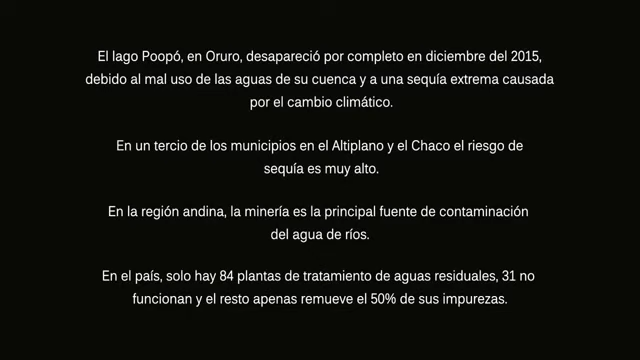 El lago Poopó, en Oruro, desapareció por completo en diciembre del 2015,
debido al mal uso de las aguas de su cuenca y a una sequía extrema causada
por el cambio climático.
En un tercio de los municipios en el Altiplano y el Chaco el riesgo de
sequía es muy alto.
En la región andina, la minería es la principal fuente de contaminación
del agua de ríos.
En el país, solo hay 84 plantas de tratamiento de aguas residuales, 31 no
funcionan y el resto apenas remueve el 50% de sus impurezas.